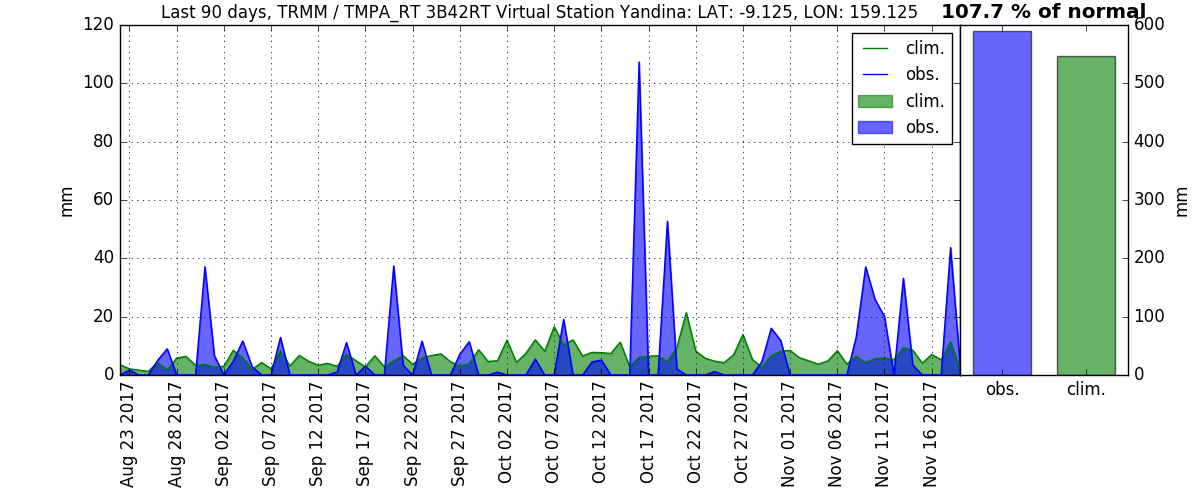 Last 90 days, TRMM / TMPA_RT 3B42RT Virtual Station Yandina: LAT: -9.125, LON: 159.125
107.7 % of normal
120
100
80
60
40
20
0
mm
clim.
obs.
clim.
obs.
600
500
400
300
200
100
0
mm
obs.
clim.
Aug 23 2017
Aug 28 2017
Sep 02 2017
Sep 07 2017
Sep 12 2017
Sep 17 2017
Sep 22 2017
Sep 27 2017
Oct 02 2017
Oct 07 2017
Oct 12 2017
Oct 17 2017
Oct 22 2017
Oct 27 2017
Nov 01 2017
Nov 06 2017
Nov 11 2017
Nov 16 2017